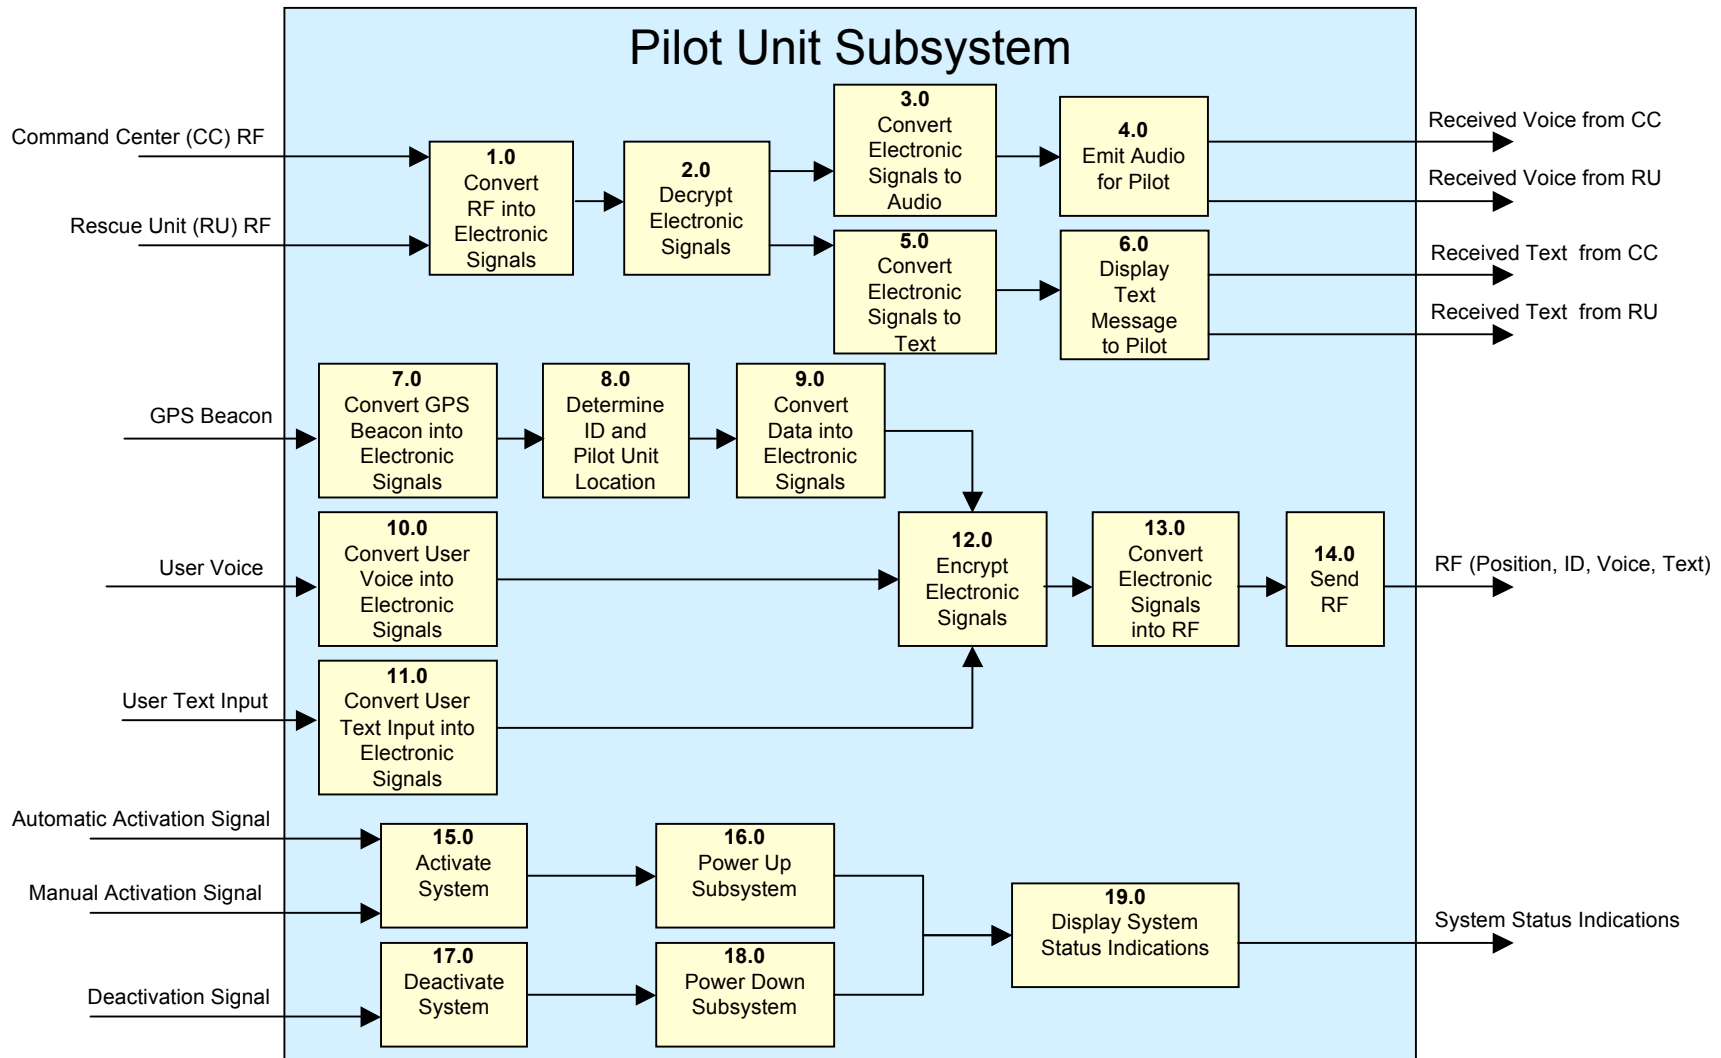 Pilot Unit Subsystem
Command Center (CC) RF
Rescue Unit (RU) RF
1.0
Convert
RF into
Electronic
Signals
2.0
Decrypt
Electronic
Signals
3.0
Convert
Electronic
Signals to
Audio
4.0
Emit Audio
for Pilot
Received Voice from CC
Received Voice from RU
5.0
Convert
Electronic
Signals to
Text
6.0
Display
Text
Message
to Pilot
Received Text from CC
Received Text from RU
GPS Beacon
7.0
Convert GPS
Beacon into
Electronic
Signals
8.0
Determine
ID and
Pilot Unit
Location
9.0
Convert
Data into
Electronic
Signals
User Voice
10.0
Convert User
Voice into
Electronic
Signals
User Text Input
11.0
Convert User
Text Input into
Electronic
Signals
12.0
Encrypt
Electronic
Signals
13.0
Convert
Electronic
Signals
into RF
14.0
Send
RF
RF (Position, ID, Voice, Text)
Automatic Activation Signal
Manual Activation Signal
15.0
Activate
System
16.0
Power Up
Subsystem
Deactivation Signal
17.0
Deactivate
System
18.0
Power Down
Subsystem
19.0
Display System
Status Indications
System Status Indications